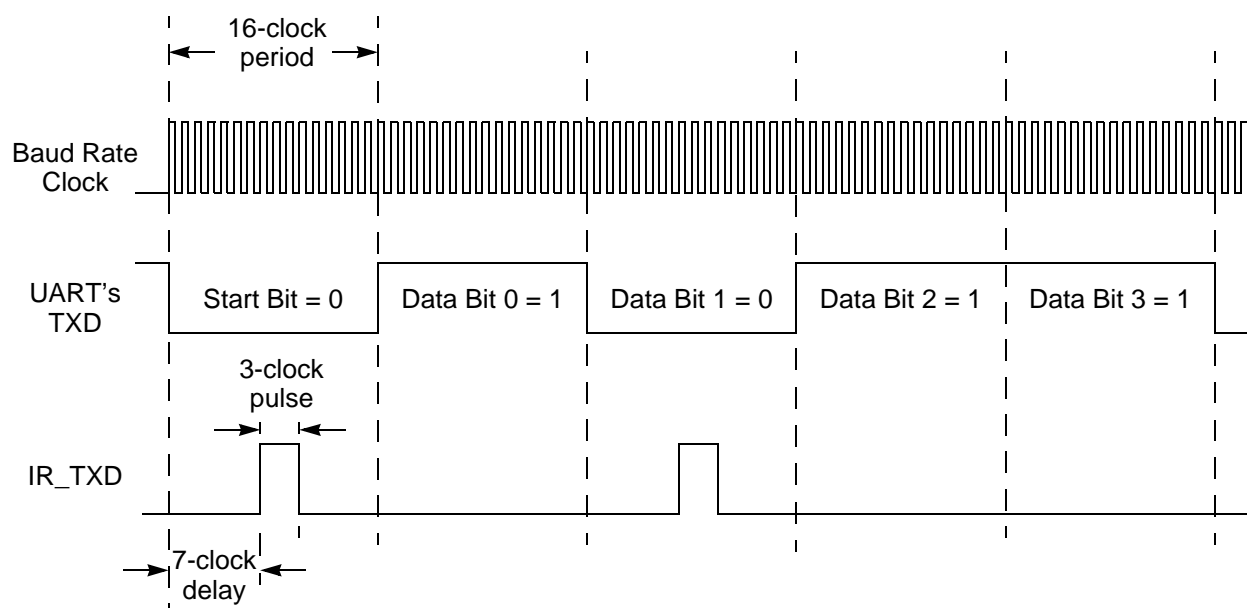 16-clock
period
Baud Rate
Clock
UART's
TXD
Start Bit = 0
Data Bit 0 = 1
Data Bit 1 = 0
Data Bit 2 = 1
Data Bit 3 = 1
3-clock
pulse
IR_TXD
7-clock
delay